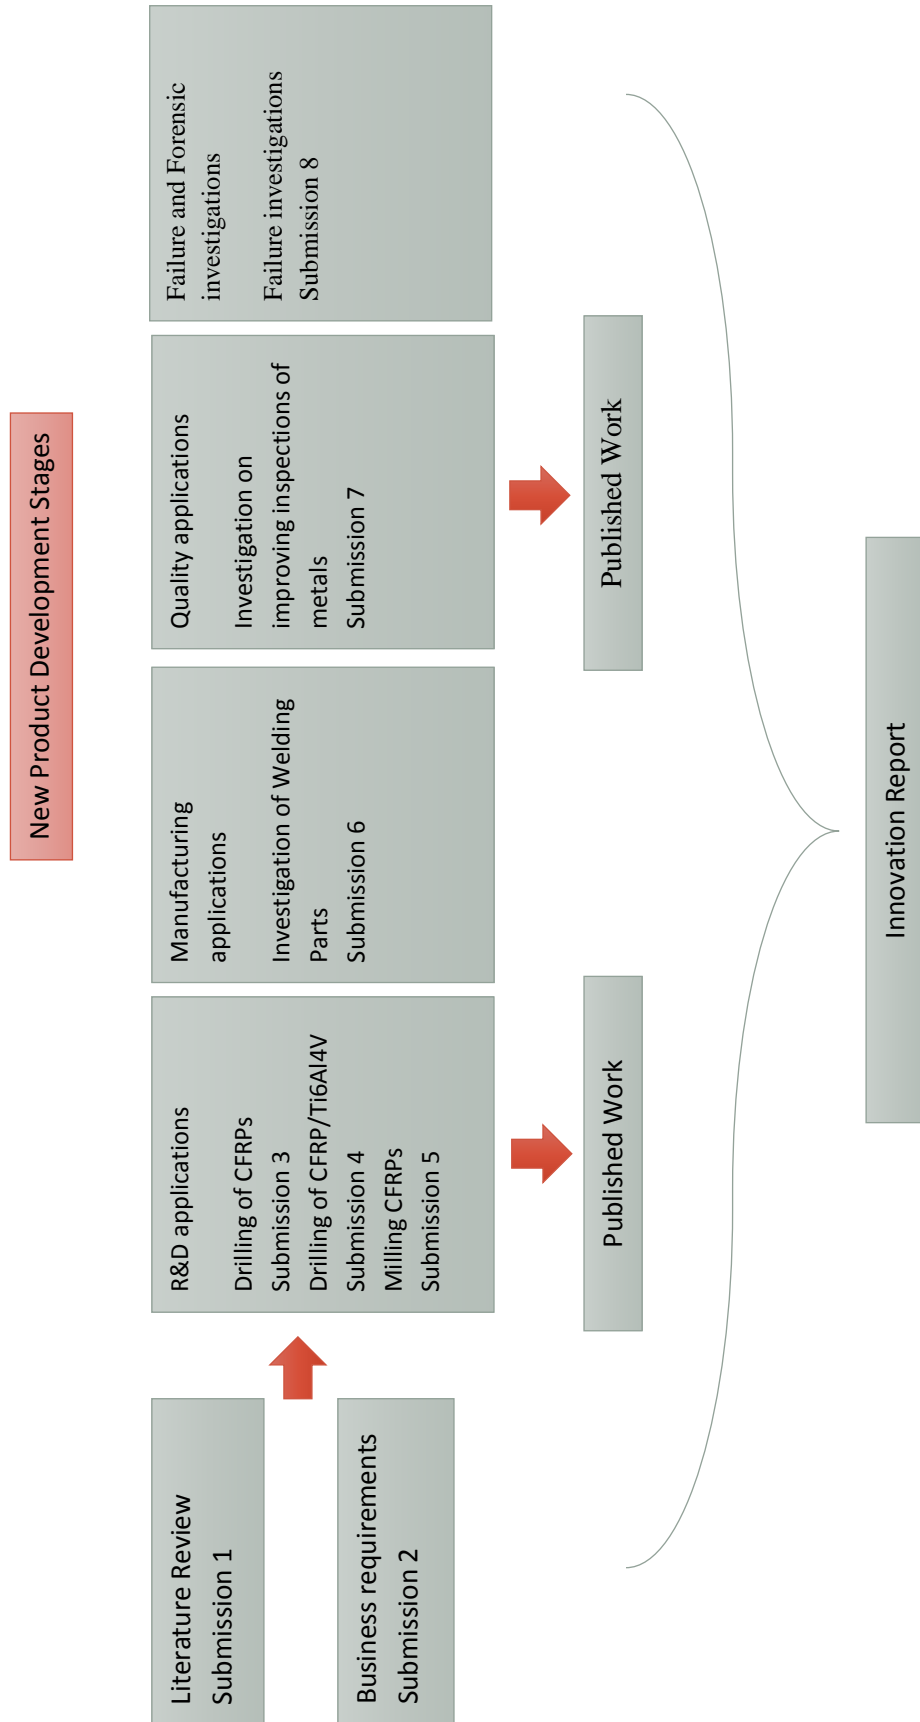 New Product Development Stages
Literature Review
Submission 1
Business requirements
Submission 2
R&D applications
Drilling of CFRPs
Submission 3
Drilling of CFRP/Ti6Al4V
Submission 4
Milling CFRPs
Submission 5
Manufacturing
applications
Investigation of Welding
Parts
Submission 6
Quality applications
Investigation on
improving inspections of
metals
Submission 7
Failure and Forensic
investigations
Failure investigations
Submission 8
Published Work
Published Work
Innovation Report